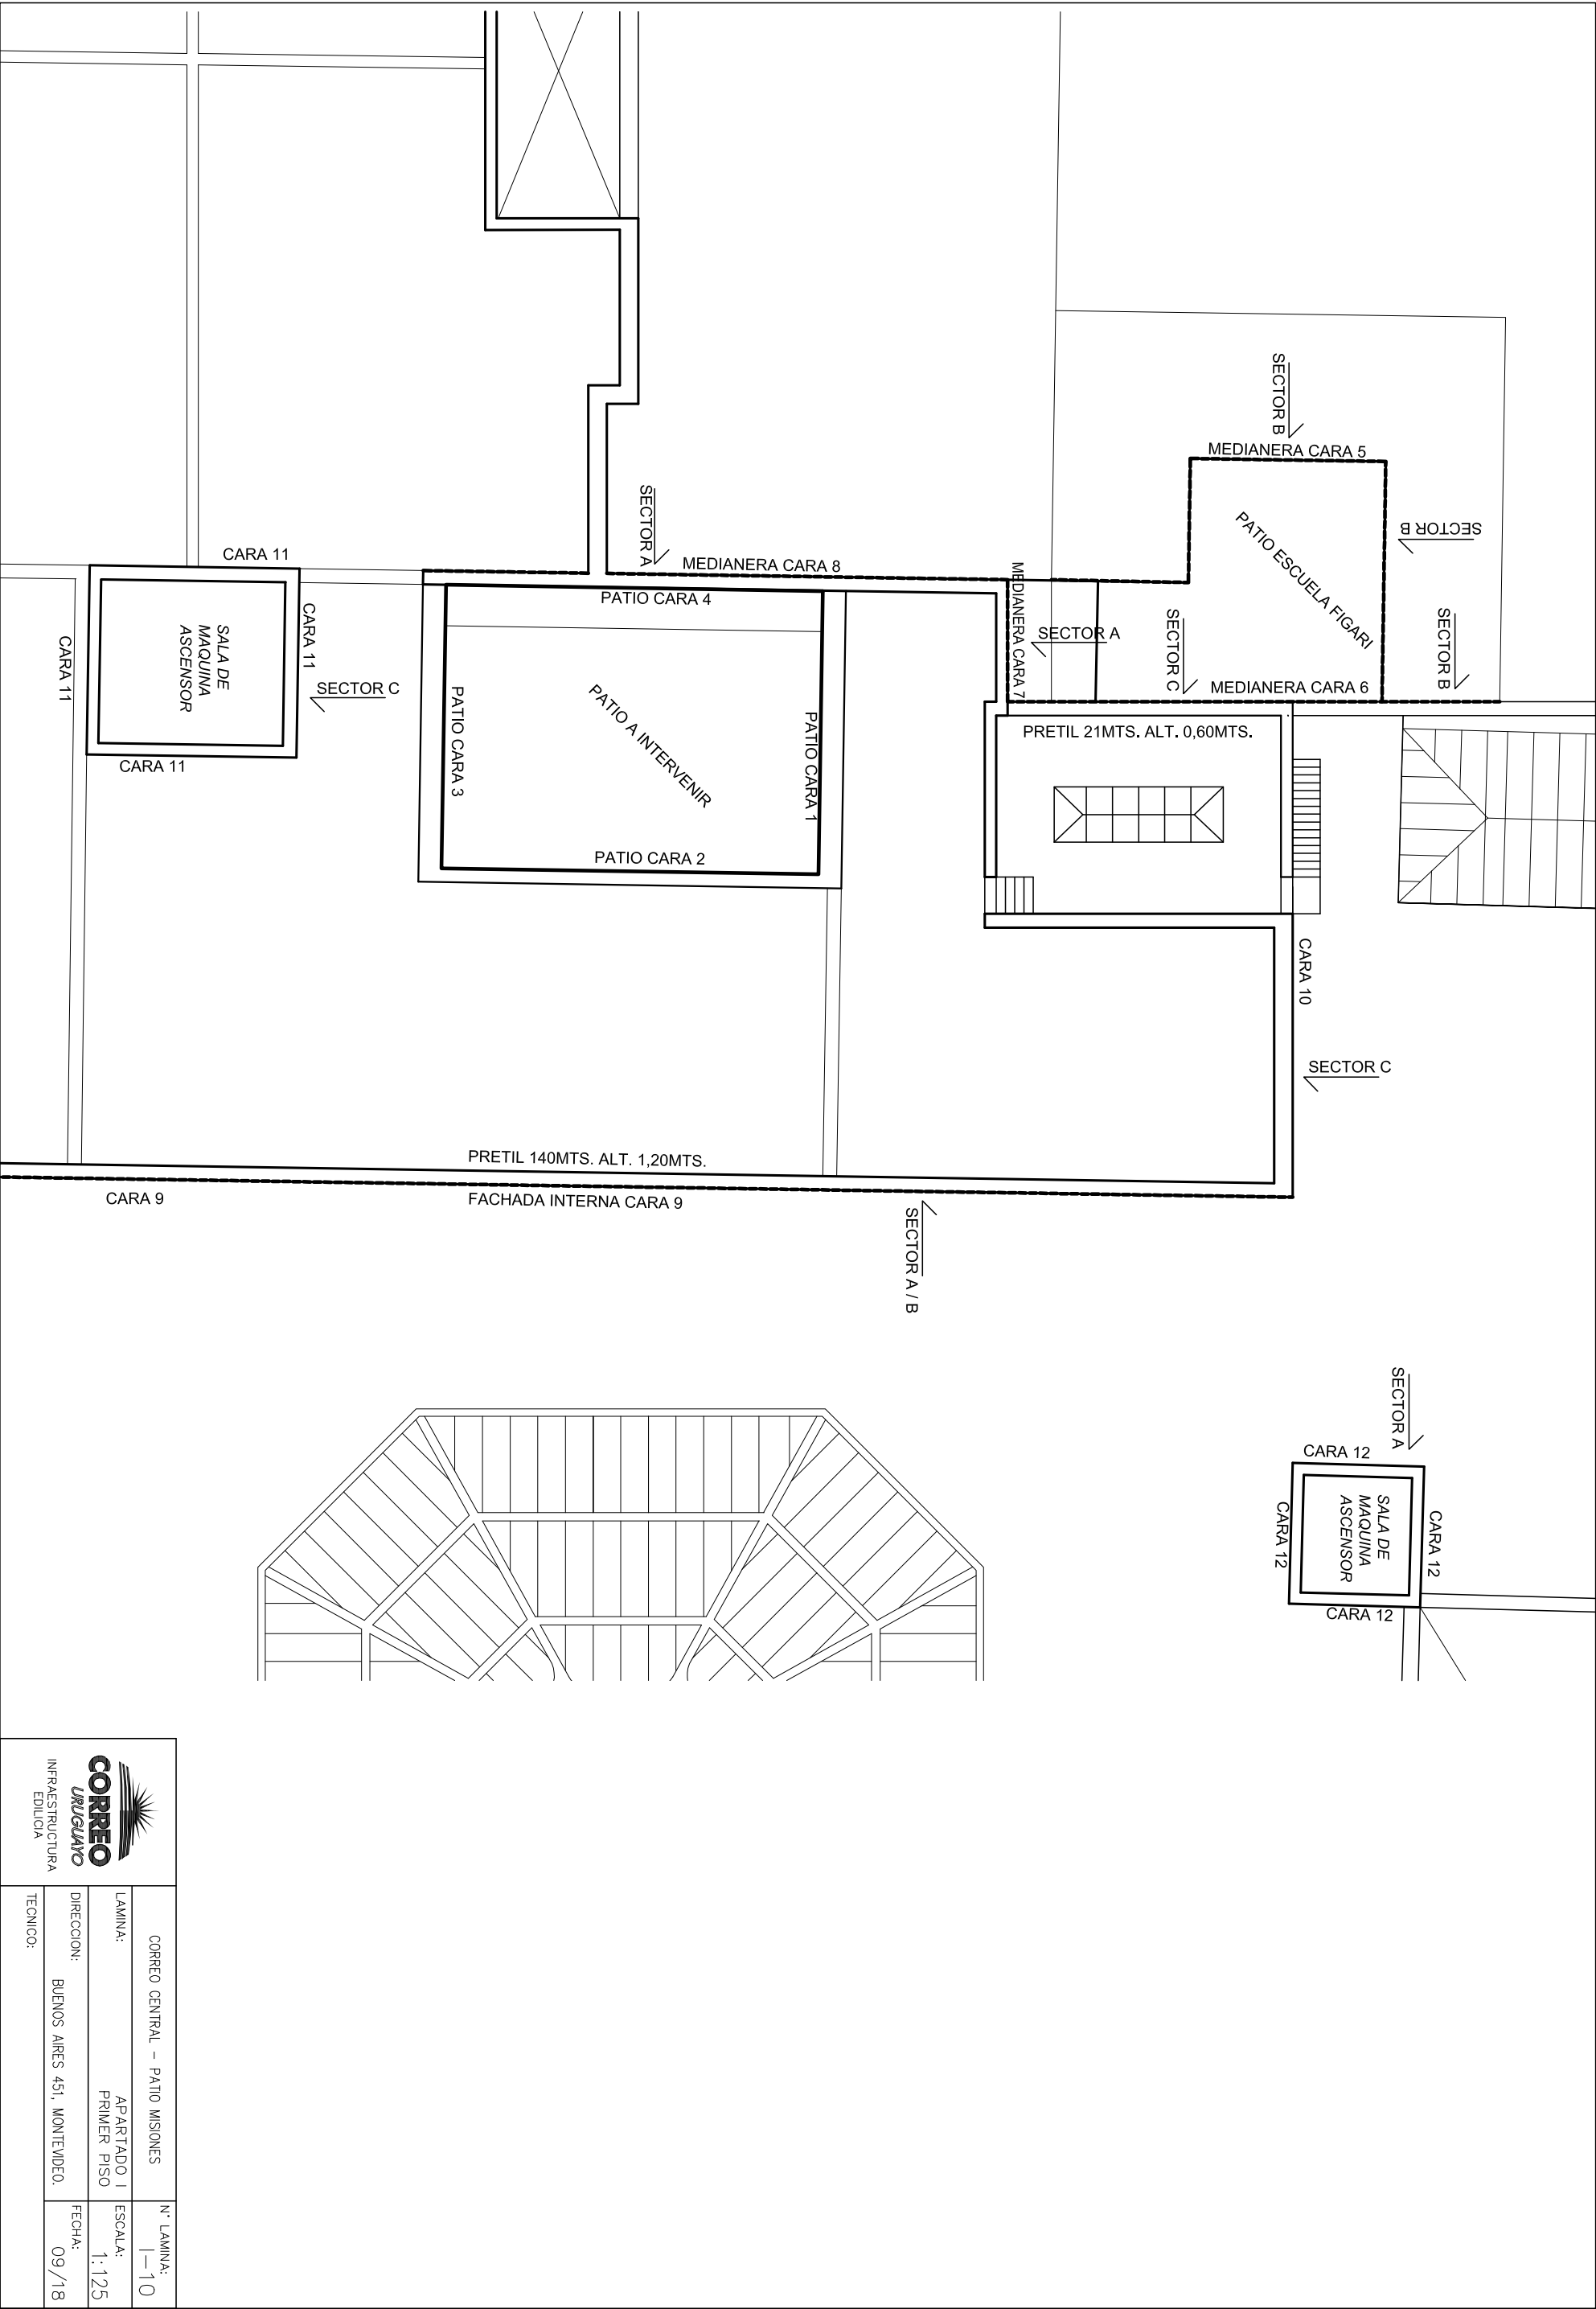 SECTOR B
MEDIANERA CARA 5
SECTOR B
PATIO ESCUELA FIGARI
SECTOR A
CARA 11
MEDIANERA CARA 8
MEDIANERA CARA 7
PATIO CARA 4
CARA 11
SECTOR A
SECTOR C
SECTOR B
CARA 11
SALA DE
MAQUINA
ASCENSOR
SECTOR C
MEDIANERA CARA 6
PATIO CARA 3
PATIO A INTERVENIR
PATIO CARA 1
PRETIL 21MTS. ALT. 0,60MTS.
CARA 11
PATIO CARA 2
CARA 10
SECTOR C
PRETIL 140MTS. ALT. 1,20MTS.
CARA 9
FACHADA INTERNA CARA 9
SECTOR A / B
SECTOR A
CARA 12
CARA 12
SALA DE
MAQUINA
ASCENSOR
CARA 12
CARA 12
CORREO
URUGUAYO
INFRAESTRUCTURA
EDILICIA
CORREO CENTRAL – PATIO MISIONES
N° LAMINA:
I–10
LAMINA:
APARTADO I
PRIMER PISO
ESCALA:
1:125
DIRECCION:
BUENOS AIRES 451, MONTEVIDEO.
FECHA:
09/18
TECNICO: